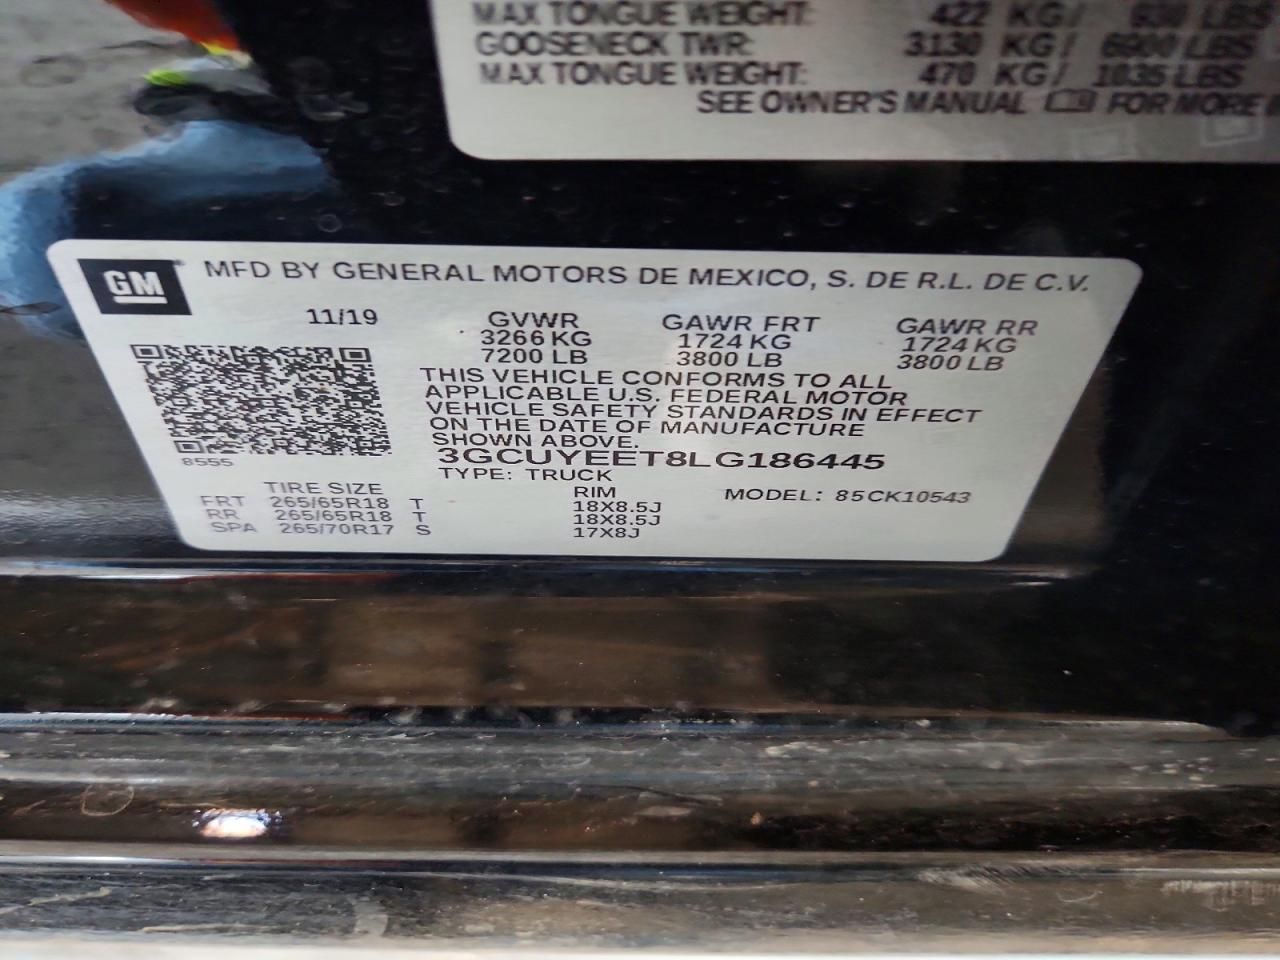 MAX TONGUE WEIGHT: 422 KG/ 930 LBS
GOOSENECK TWR: 3130 KG/ 6900 LBS
MAX TONGUE WEIGHT: 470 KG/ 1035 LBS
SEE OWNER'S MANUAL FOR MORE
GM MFD BY GENERAL MOTORS DE MEXICO, S. DE R.L. DE C.V.
11/19 GVWR GAWR FRT GAWR RR
3266 KG 1724 KG 1724 KG
7200 LB 3800 LB 3800 LB
THIS VEHICLE CONFORMS TO ALL
APPLICABLE U.S. FEDERAL MOTOR
VEHICLE SAFETY STANDARDS IN EFFECT
ON THE DATE OF MANUFACTURE
SHOWN ABOVE.
8555
3GCUYEET8LG186445
TYPE: TRUCK MODEL: 85CK10543
TIRE SIZE RIM
FRT 265/65R18 T 18X8.5J
RR 265/65R18 T 18X8.5J
SPA 265/70R17 S 17X8J